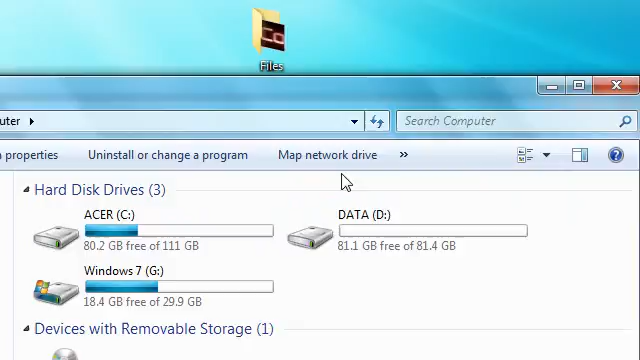 Files
uter
Search Computer
properties
Uninstall or change a program
Map network drive
»
Hard Disk Drives (3)
ACER (C:)
80.2 GB free of 111 GB
DATA (D:)
81.1 GB free of 81.4 GB
Windows 7 (G:)
18.4 GB free of 29.9 GB
Devices with Removable Storage (1)